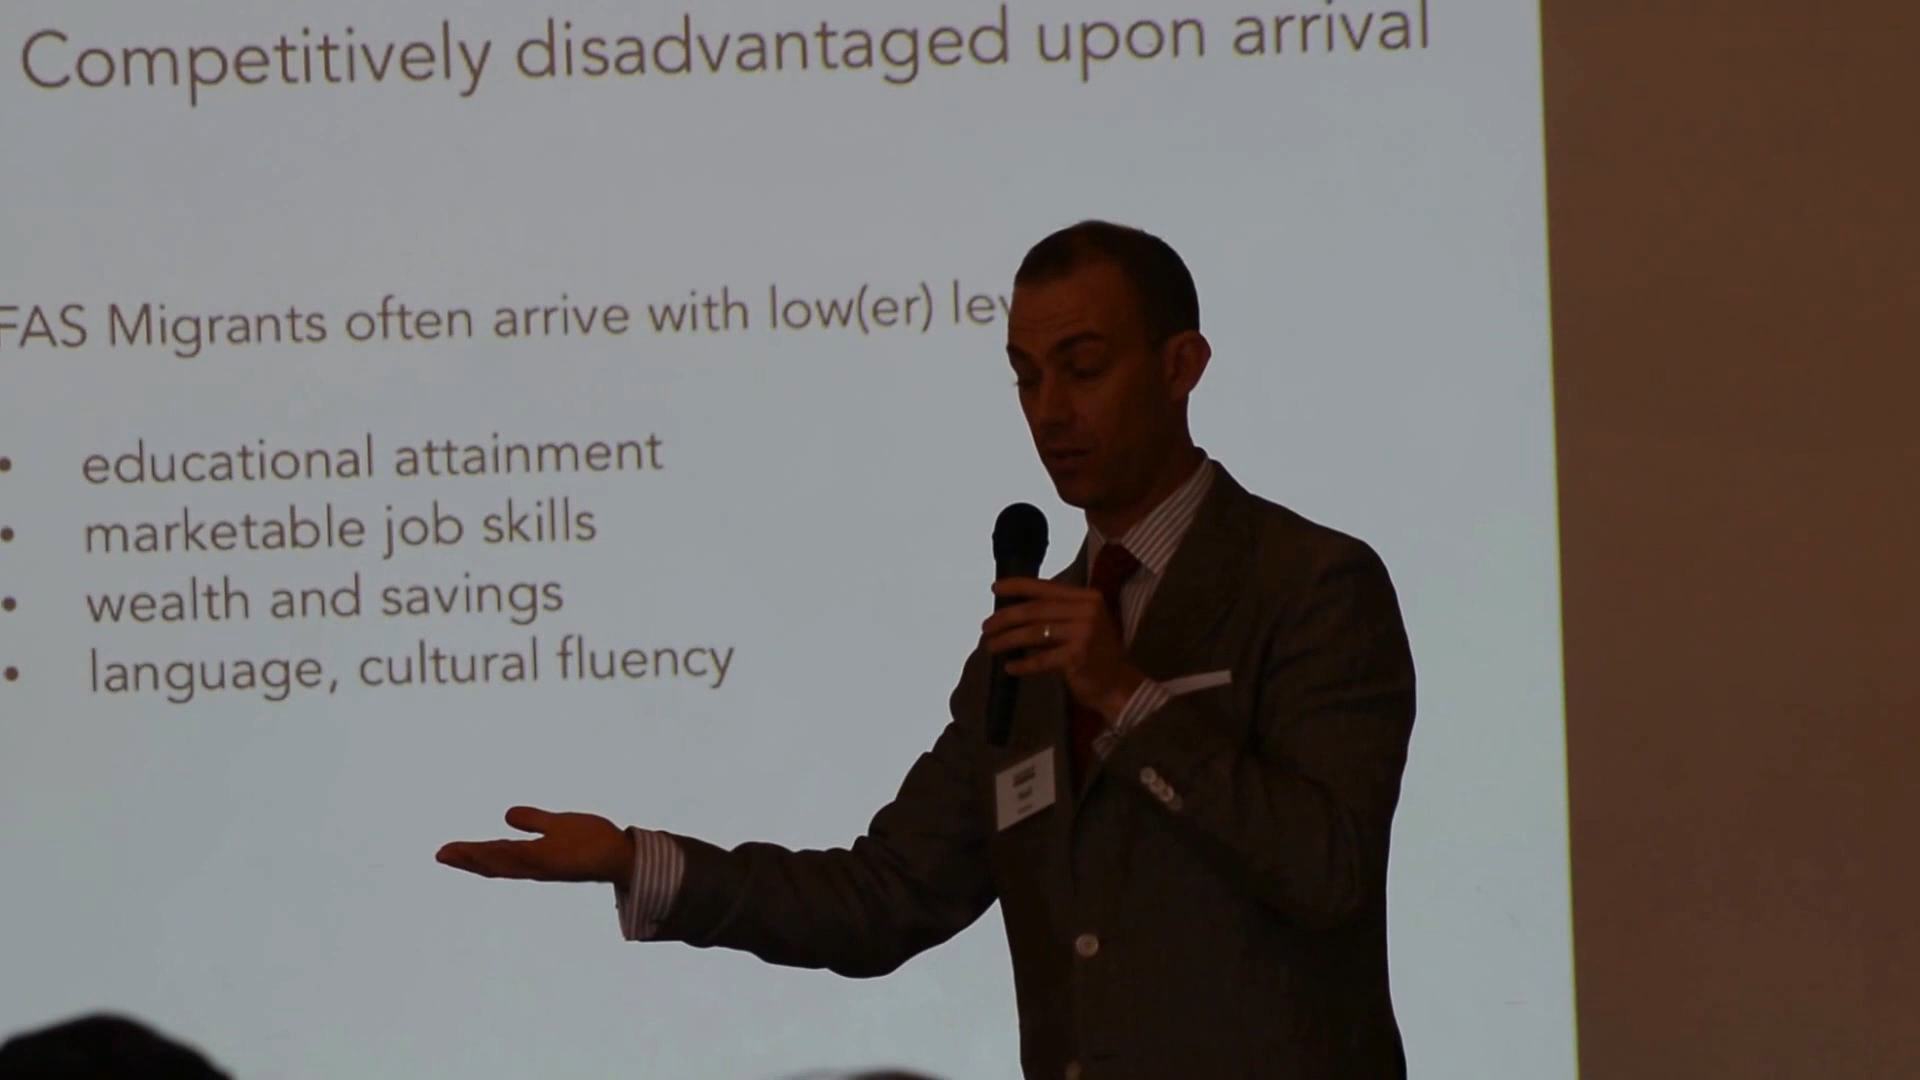 Competitively disadvantaged upon arrival
FAS Migrants often arrive with low(er)
• educational attainment
• marketable job skills
• wealth and savings
• language, cultural fluency